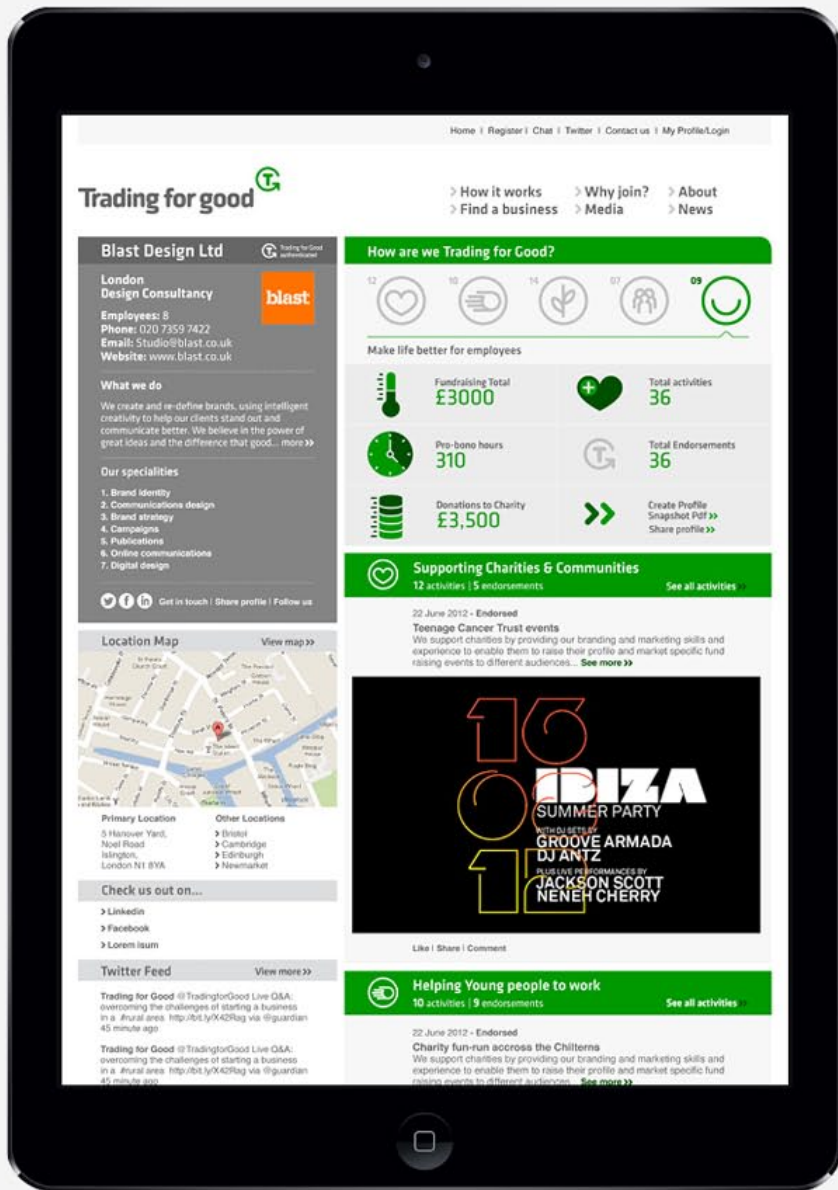 Home | Register | Chat | Twitter | Contact us | My Profile/Login
Trading for good
> How it works > Why join? > About
> Find a business > Media > News
Blast Design Ltd
Trading for Good
authenticated
London
Design Consultancy
blast
Employees: 8
Phone: 020 7359 7422
Email: Studio@blast.co.uk
Website: www.blast.co.uk
What we do
We create and re-define brands, using intelligent
creativity to help our clients stand out and
communicate better. We believe in the power of
great ideas and the difference that good... more >>
Our specialities
1. Brand identity
2. Communications design
3. Brand strategy
4. Campaigns
5. Publications
6. Online communications
7. Digital design
Get in touch | Share profile | Follow us
Location Map View map >>
Primary Location
5 Hanover Yard,
Noel Road
Islington,
London N1 8YA
Other Locations
> Bristol
> Cambridge
> Edinburgh
> Newmarket
Check us out on...
> Linkedin
> Facebook
> Lorem isum
Twitter Feed View more >>
Trading for Good @TradingforGood Live Q&A:
overcoming the challenges of starting a business
in a #rural area http://bit.ly/X42Rag via @guardian
45 minute ago
Trading for Good @TradingforGood Live Q&A:
overcoming the challenges of starting a business
in a #rural area http://bit.ly/X42Rag via @guardian
45 minute ago
How are we Trading for Good?
12 10 14 07 09
Make life better for employees
Fundraising Total
£3000
Total activities
36
Pro-bono hours
310
Total Endorsements
36
Donations to Charity
£3,500
Create Profile
Snapshot Pdf >>
Share profile >>
Supporting Charities & Communities
12 activities | 5 endorsements See all activities >>
22 June 2012 - Endorsed
Teenage Cancer Trust events
We support charities by providing our branding and marketing skills and
experience to enable them to raise their profile and market specific fund
raising events to different audiences... See more >>
16
08
12
IBIZA
SUMMER PARTY
WITH DJ SETS BY
GROOVE ARMADA
DJ ANTZ
PLUS LIVE PERFORMANCES BY
JACKSON SCOTT
NENEH CHERRY
Like | Share | Comment
Helping Young people to work
10 activities | 9 endorsements See all activities >>
22 June 2012 - Endorsed
Charity fun-run accross the Chilterns
We support charities by providing our branding and marketing skills and
experience to enable them to raise their profile and market specific fund
raising events to different audiences... See more >>